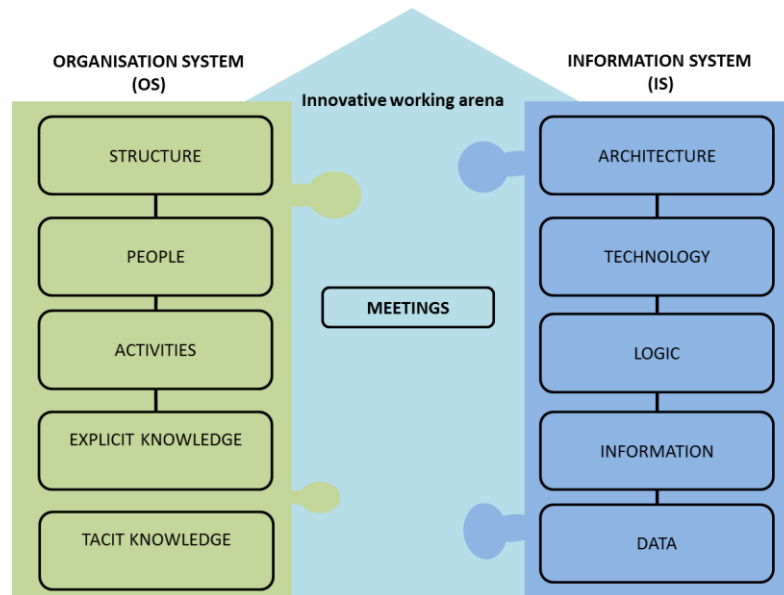 ORGANISATION SYSTEM
(OS)
STRUCTURE
PEOPLE
ACTIVITIES
EXPLICIT KNOWLEDGE
TACIT KNOWLEDGE
Innovative working arena
MEETINGS
INFORMATION SYSTEM
(IS)
ARCHITECTURE
TECHNOLOGY
LOGIC
INFORMATION
DATA